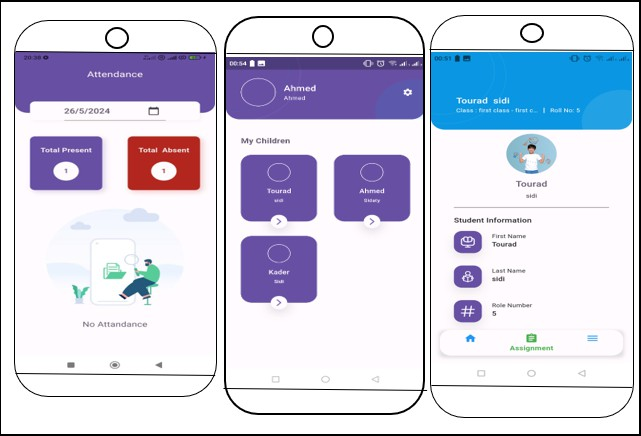 20:39
Attendance
26/5/2024
Total Present
1
Total Absent
1
No Attandance
00:54
Ahmed
Ahmed
My Children
Tourad
sidi
Ahmed
Sidaty
Kader
Sidi
00:51
Tourad sidi
Class : first class - first c... | Roll No: 5
Tourad
sidi
Student Information
First Name
Tourad
Last Name
sidi
Role Number
5
Assignment